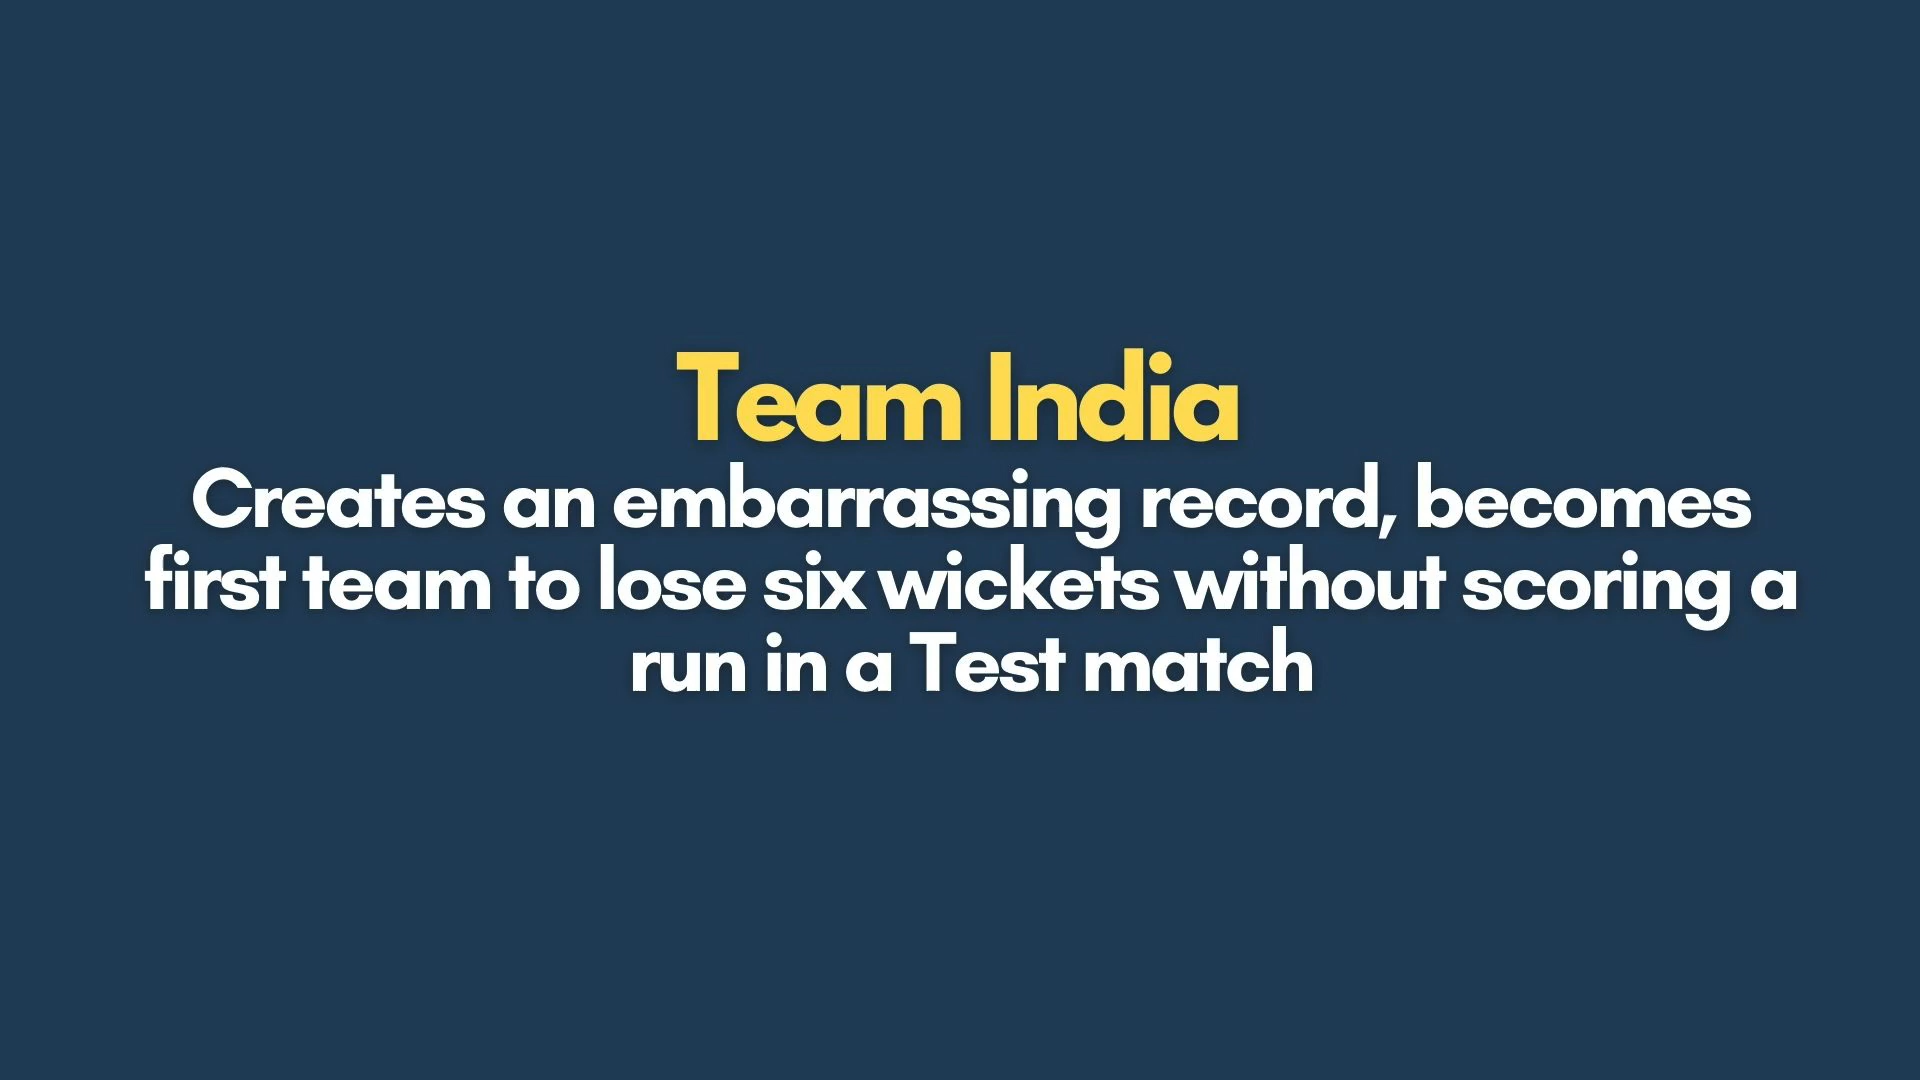 Team India
Creates an embarrassing record, becomes
first team to lose six wickets without scoring a
run in a Test match